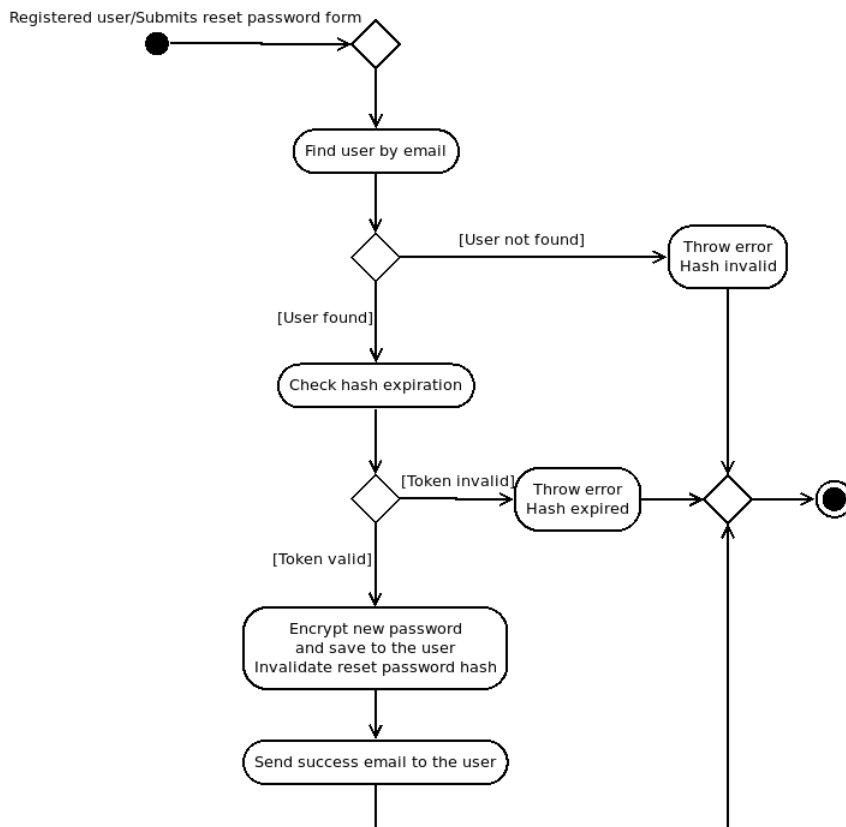 Registered user/Submits reset password form
Find user by email
[User not found]
Throw error
Hash invalid
[User found]
Check hash expiration
[Token invalid]
Throw error
Hash expired
[Token valid]
Encrypt new password
and save to the user
Invalidate reset password hash
Send success email to the user